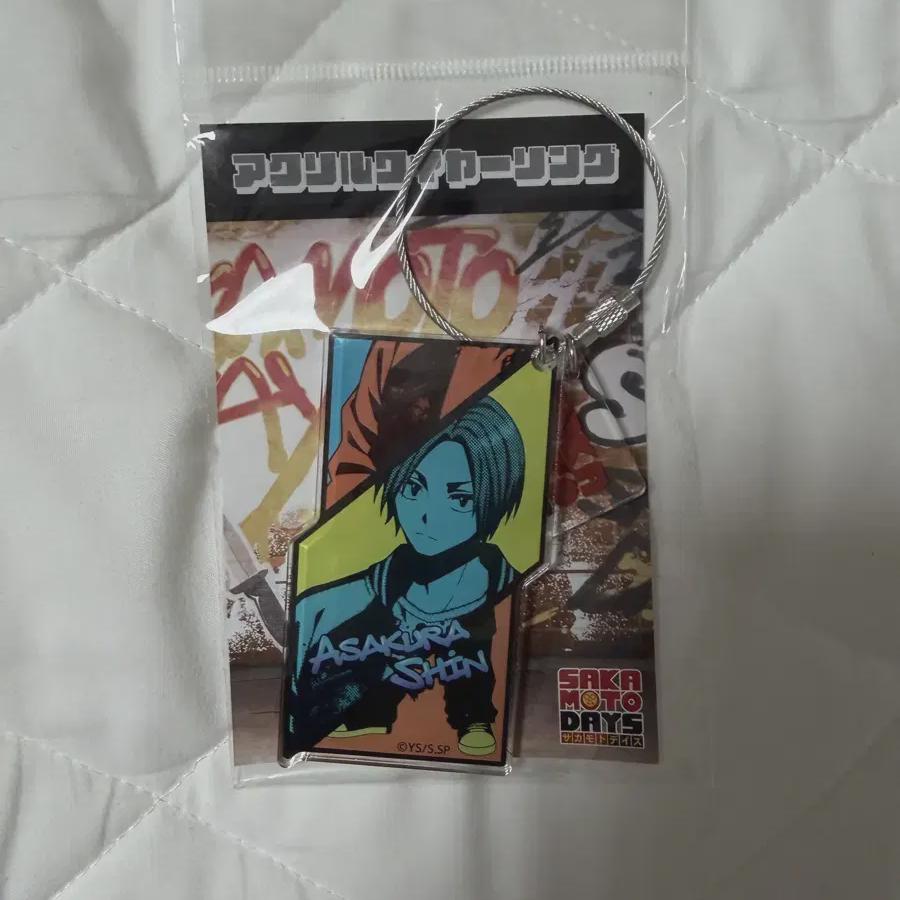 アクリルワイヤーリング
SAKAMOTO
ASAKURA
SHIN
©YS/S.SP
SAKA
MOTO
DAYS
サカモトデイズ